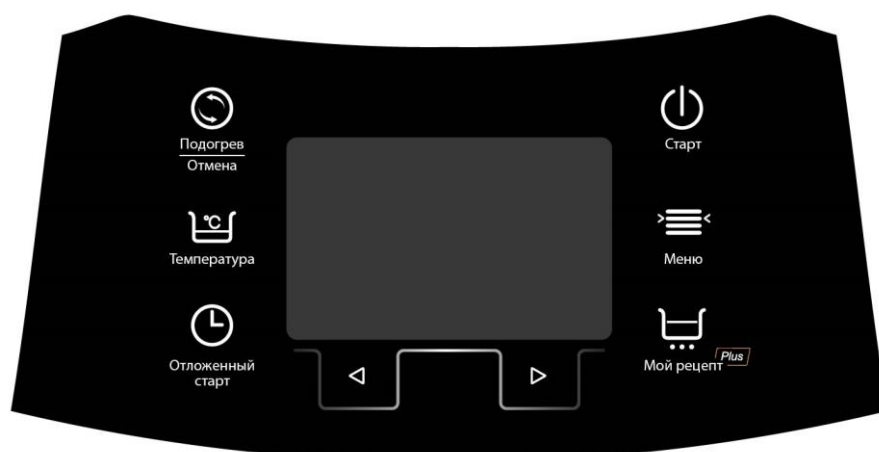 Подогрев
Отмена
Старт
°C
Температура
Меню
Отложенный
старт
Мой рецепт Plus